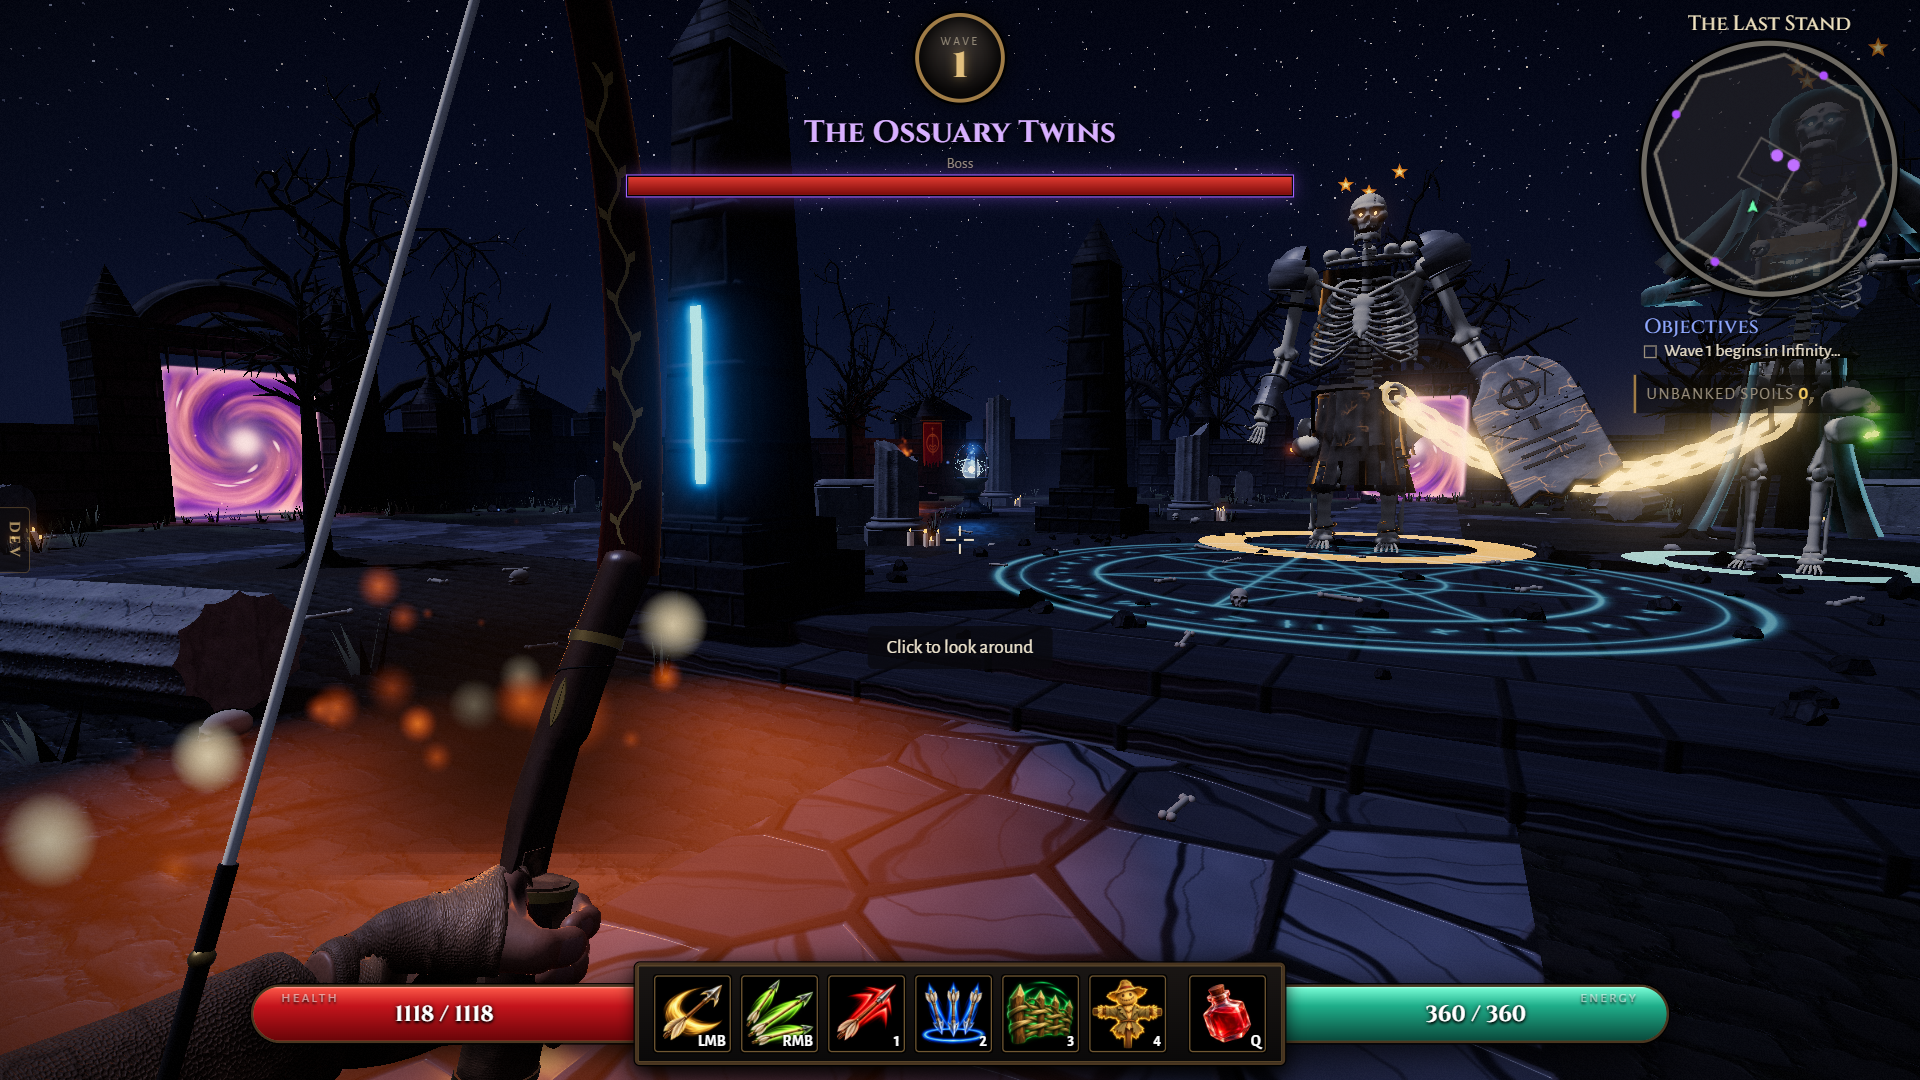 WAVE
1
THE OSSUARY TWINS
Boss
THE LAST STAND
OBJECTIVES
Wave 1 begins in Infinity...
UNBANKED SPOILS 0
DEV
Click to look around
HEALTH
1118 / 1118
LMB
RMB
1
2
3
4
Q
360 / 360
ENERGY